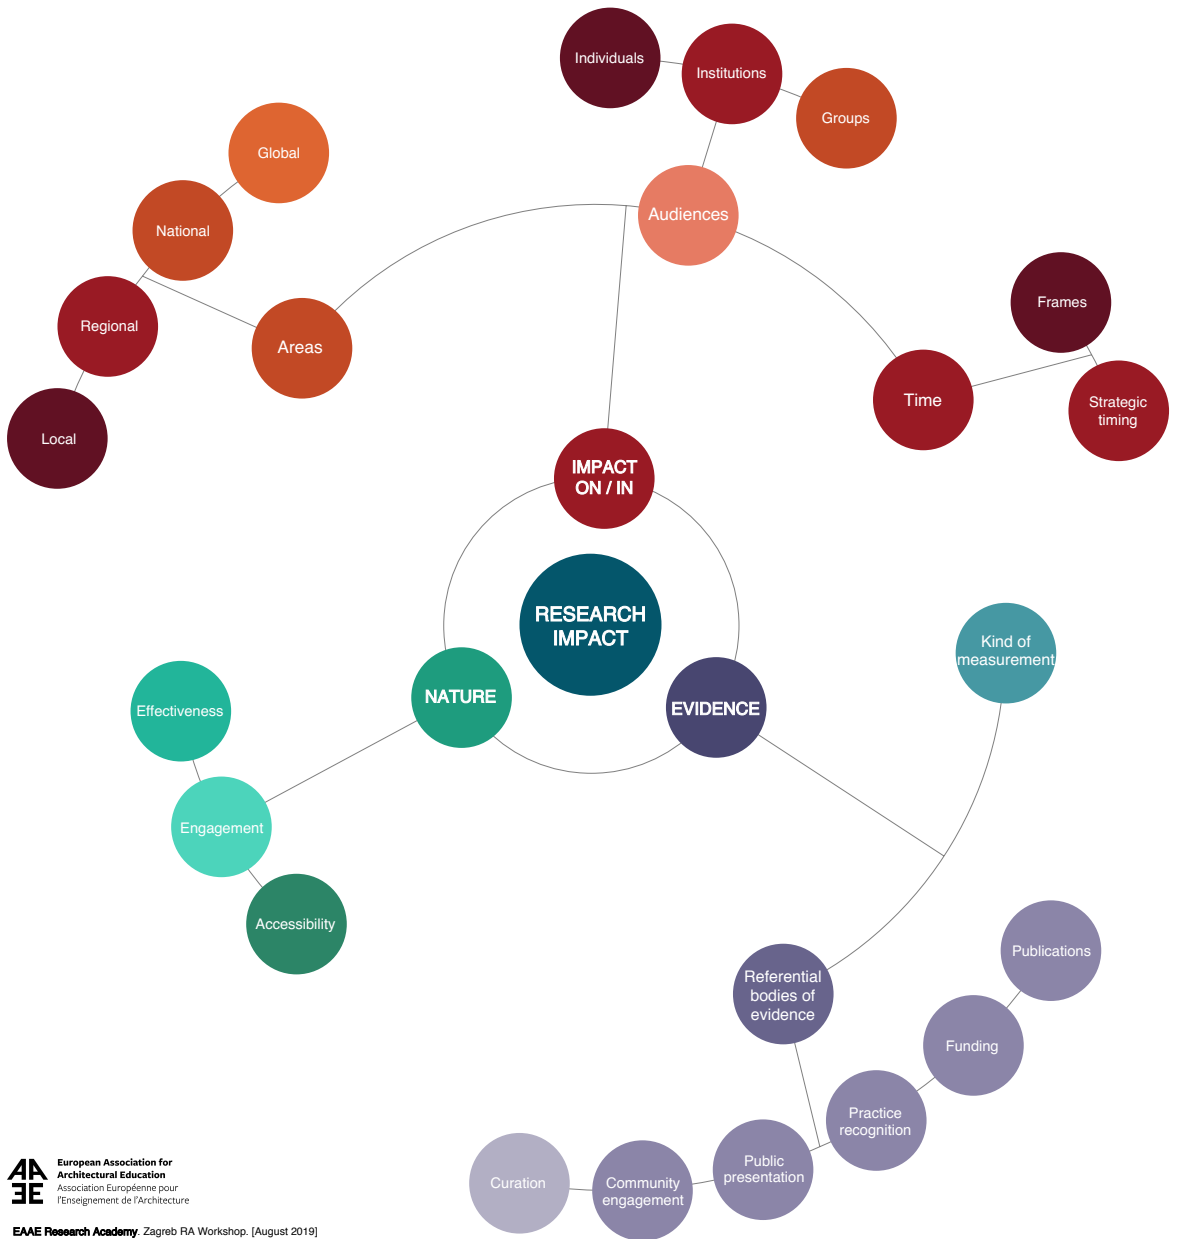 Individuals
Institutions
Groups
Global
National
Regional
Local
Areas
Audiences
Frames
Strategic
timing
Time
IMPACT
ON / IN
RESEARCH
IMPACT
NATURE
EVIDENCE
Kind of
measurement
Effectiveness
Engagement
Accessibility
Referential
bodies of
evidence
Publications
Funding
Practice
recognition
Public
presentation
Community
engagement
Curation
European Association for
Architectural Education
Association Européenne pour
l'Enseignement de l'Architecture
EAAE Research Academy. Zagreb RA Workshop. [August 2019]